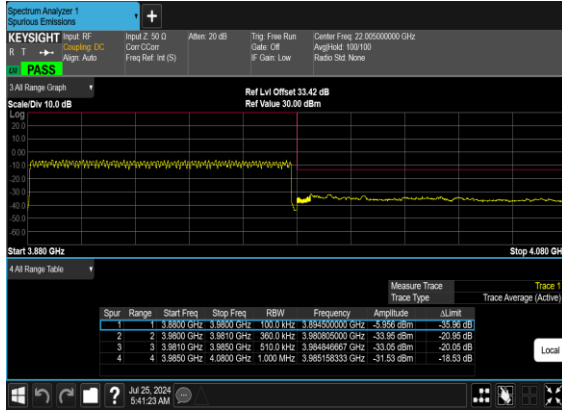 Spectrum Analyzer 1
Spurious Emissions
+
KEYSIGHT Input: RF Input Z: 50 Ω Atten: 20 dB Trig: Free Run Center Freq: 22.005000000 GHz
R T Coupling: DC Corr CCorr Gate: Off Avg|Hold: 100/100
Align: Auto Freq Ref: Int (S) IF Gain: Low Radio Std: None
PASS
3 All Range Graph Ref Lvl Offset 33.42 dB
Scale/Div 10.0 dB Ref Value 30.00 dBm
Log
20.0
10.0
0.00
-10.0
-20.0
-30.0
-40.0
-50.0
-60.0
Start 3.880 GHz Stop 4.080 GH
4 All Range Table
Measure Trace Trace 1
Trace Type Trace Average (Active)
Spur Range Start Freq Stop Freq RBW Frequency Amplitude ΔLimit
1 1 3.8800 GHz 3.9800 GHz 100.0 kHz 3.894500000 GHz -5.956 dBm -35.96 dB
2 2 3.9800 GHz 3.9810 GHz 360.0 kHz 3.980805000 GHz -33.95 dBm -20.95 dB
3 3 3.9810 GHz 3.9850 GHz 510.0 kHz 3.984846667 GHz -33.05 dBm -20.05 dB
4 4 3.9850 GHz 4.0800 GHz 1.000 MHz 3.985158333 GHz -31.53 dBm -18.53 dB
Local
? Jul 25, 2024
5:41:23 AM